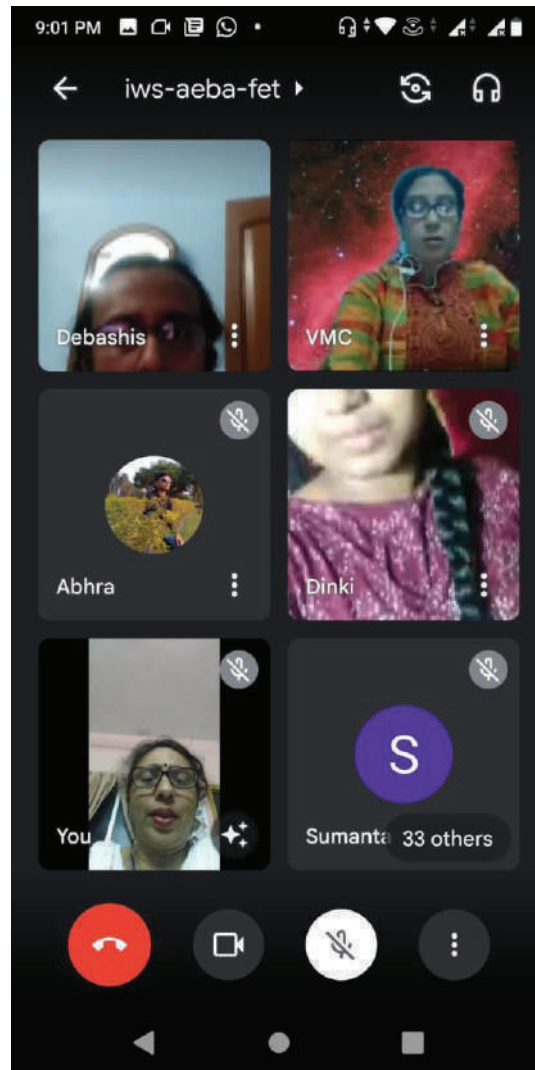 9:01 PM
iws-aeba-fet
Debashis
VMC
Abhra
Dinki
You
S
Sumanta
33 others